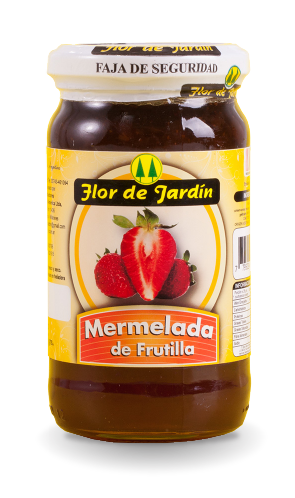 Flor de Jardín
FAJA DE SEGURIDAD
Flor de Jardín
Flor de Jardín
Mermelada
de Frutilla